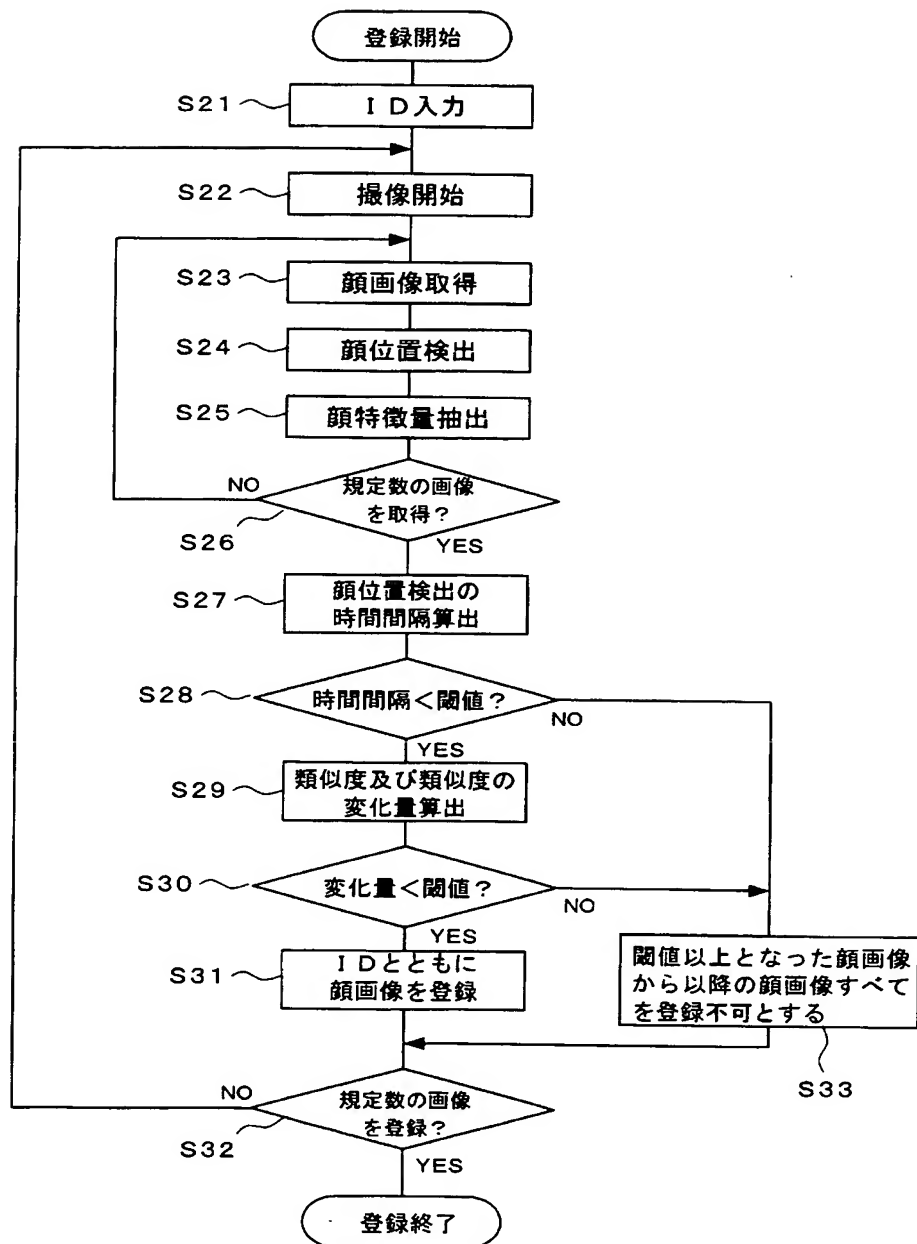 登録開始
S21
ID入力
S22
撮像開始
S23
顔画像取得
S24
顔位置検出
S25
顔特徴量抽出
NO
規定数の画像
を取得?
S26
YES
S27
顔位置検出の
時間間隔算出
S28
時間間隔<閾値?
NO
YES
S29
類似度及び類似度の
変化量算出
S30
変化量<閾値?
NO
YES
S31
IDとともに
顔画像を登録
閾値以上となった顔画像
から以降の顔画像すべて
を登録不可とする
S33
NO
規定数の画像
を登録?
S32
YES
登録終了